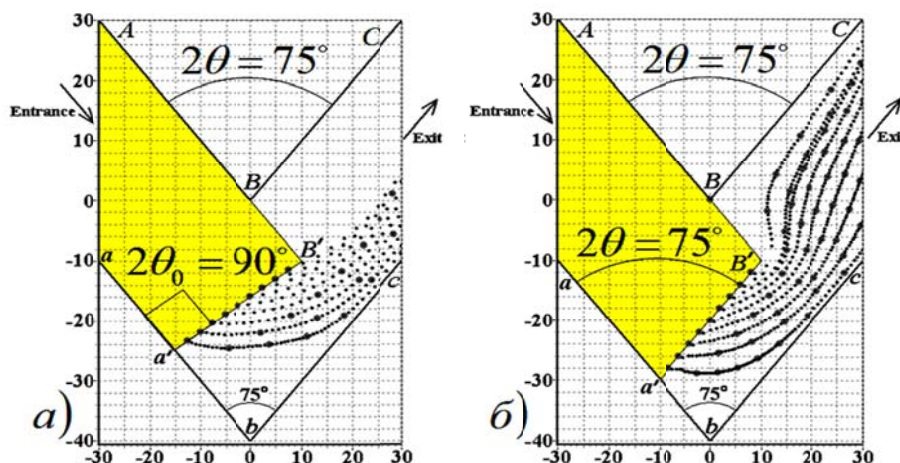 30
20
10
0
-10
-20
-30
-40
-30
-20
-10
0
10
20
30
A
C
2θ = 75°
Entrance
Exit
B
B'
a
2θ₀ = 90°
c
a'
75°
b
а)
30
20
10
0
-10
-20
-30
-40
-30
-20
-10
0
10
20
30
A
C
2θ = 75°
Entrance
Exit
B
2θ = 75°
B'
a
c
a'
75°
b
б)